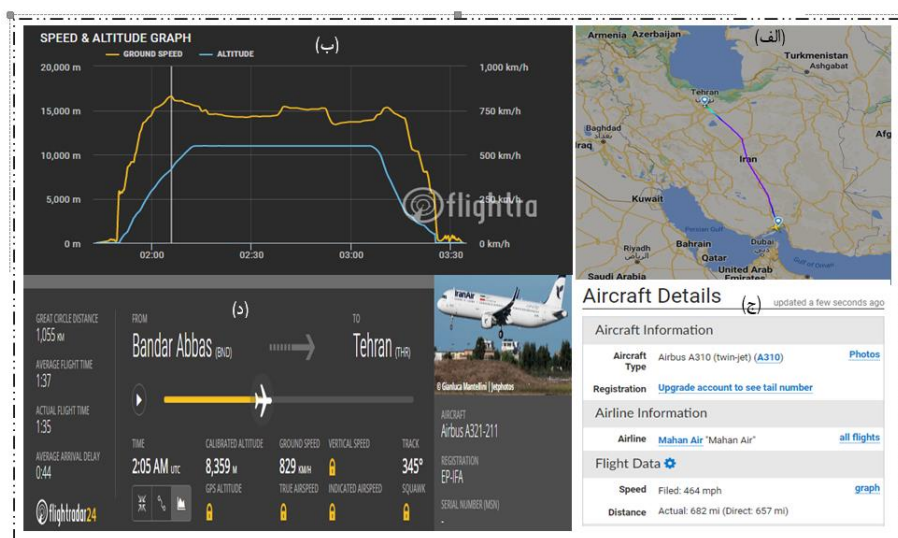 SPEED & ALTITUDE GRAPH
(ب)
GROUND SPEED ALTITUDE
20,000 m 1,000 km/h
15,000 m 750 km/h
10,000 m 500 km/h
5,000 m 250 km/h
0 m 0 km/h
02:00 02:30 03:00 03:30
flightra
(الف)
Armenia Azerbaijan
Turkmenistan
Ashgabat
Tehran
تهران
Baghdad
بغداد
Iraq
Iran
Afg
Kuwait
Persian Gulf
Bahrain
Dubai
Riyadh
الرياض
Qatar
Gulf of Oman
United Arab
Emirates
Saudi Arabia
(د)
GREAT CIRCLE DISTANCE
1,055 KM
AVERAGE FLIGHT TIME
1:37
ACTUAL FLIGHT TIME
1:35
AVERAGE ARRIVAL DELAY
0:44
flightradar24
FROM TO
Bandar Abbas (BND) Tehran (THR)
TIME CALIBRATED ALTITUDE GROUND SPEED VERTICAL SPEED TRACK
2:05 AM UTC 8,359 M 829 KM/H 345°
GPS ALTITUDE TRUE AIRSPEED INDICATED AIRSPEED SQUAWK
IranAir
© Gianluca Mantellini | Jetphotos
AIRCRAFT
Airbus A321-211
REGISTRATION
EP-IFA
SERIAL NUMBER (MSN)
-
Aircraft Details (ج) updated a few seconds ago
Aircraft Information
Aircraft Type Airbus A310 (twin-jet) (A310) Photos
Registration Upgrade account to see tail number
Airline Information
Airline Mahan Air "Mahan Air" all flights
Flight Data
Speed Filed: 464 mph graph
Distance Actual: 682 mi (Direct: 657 mi)